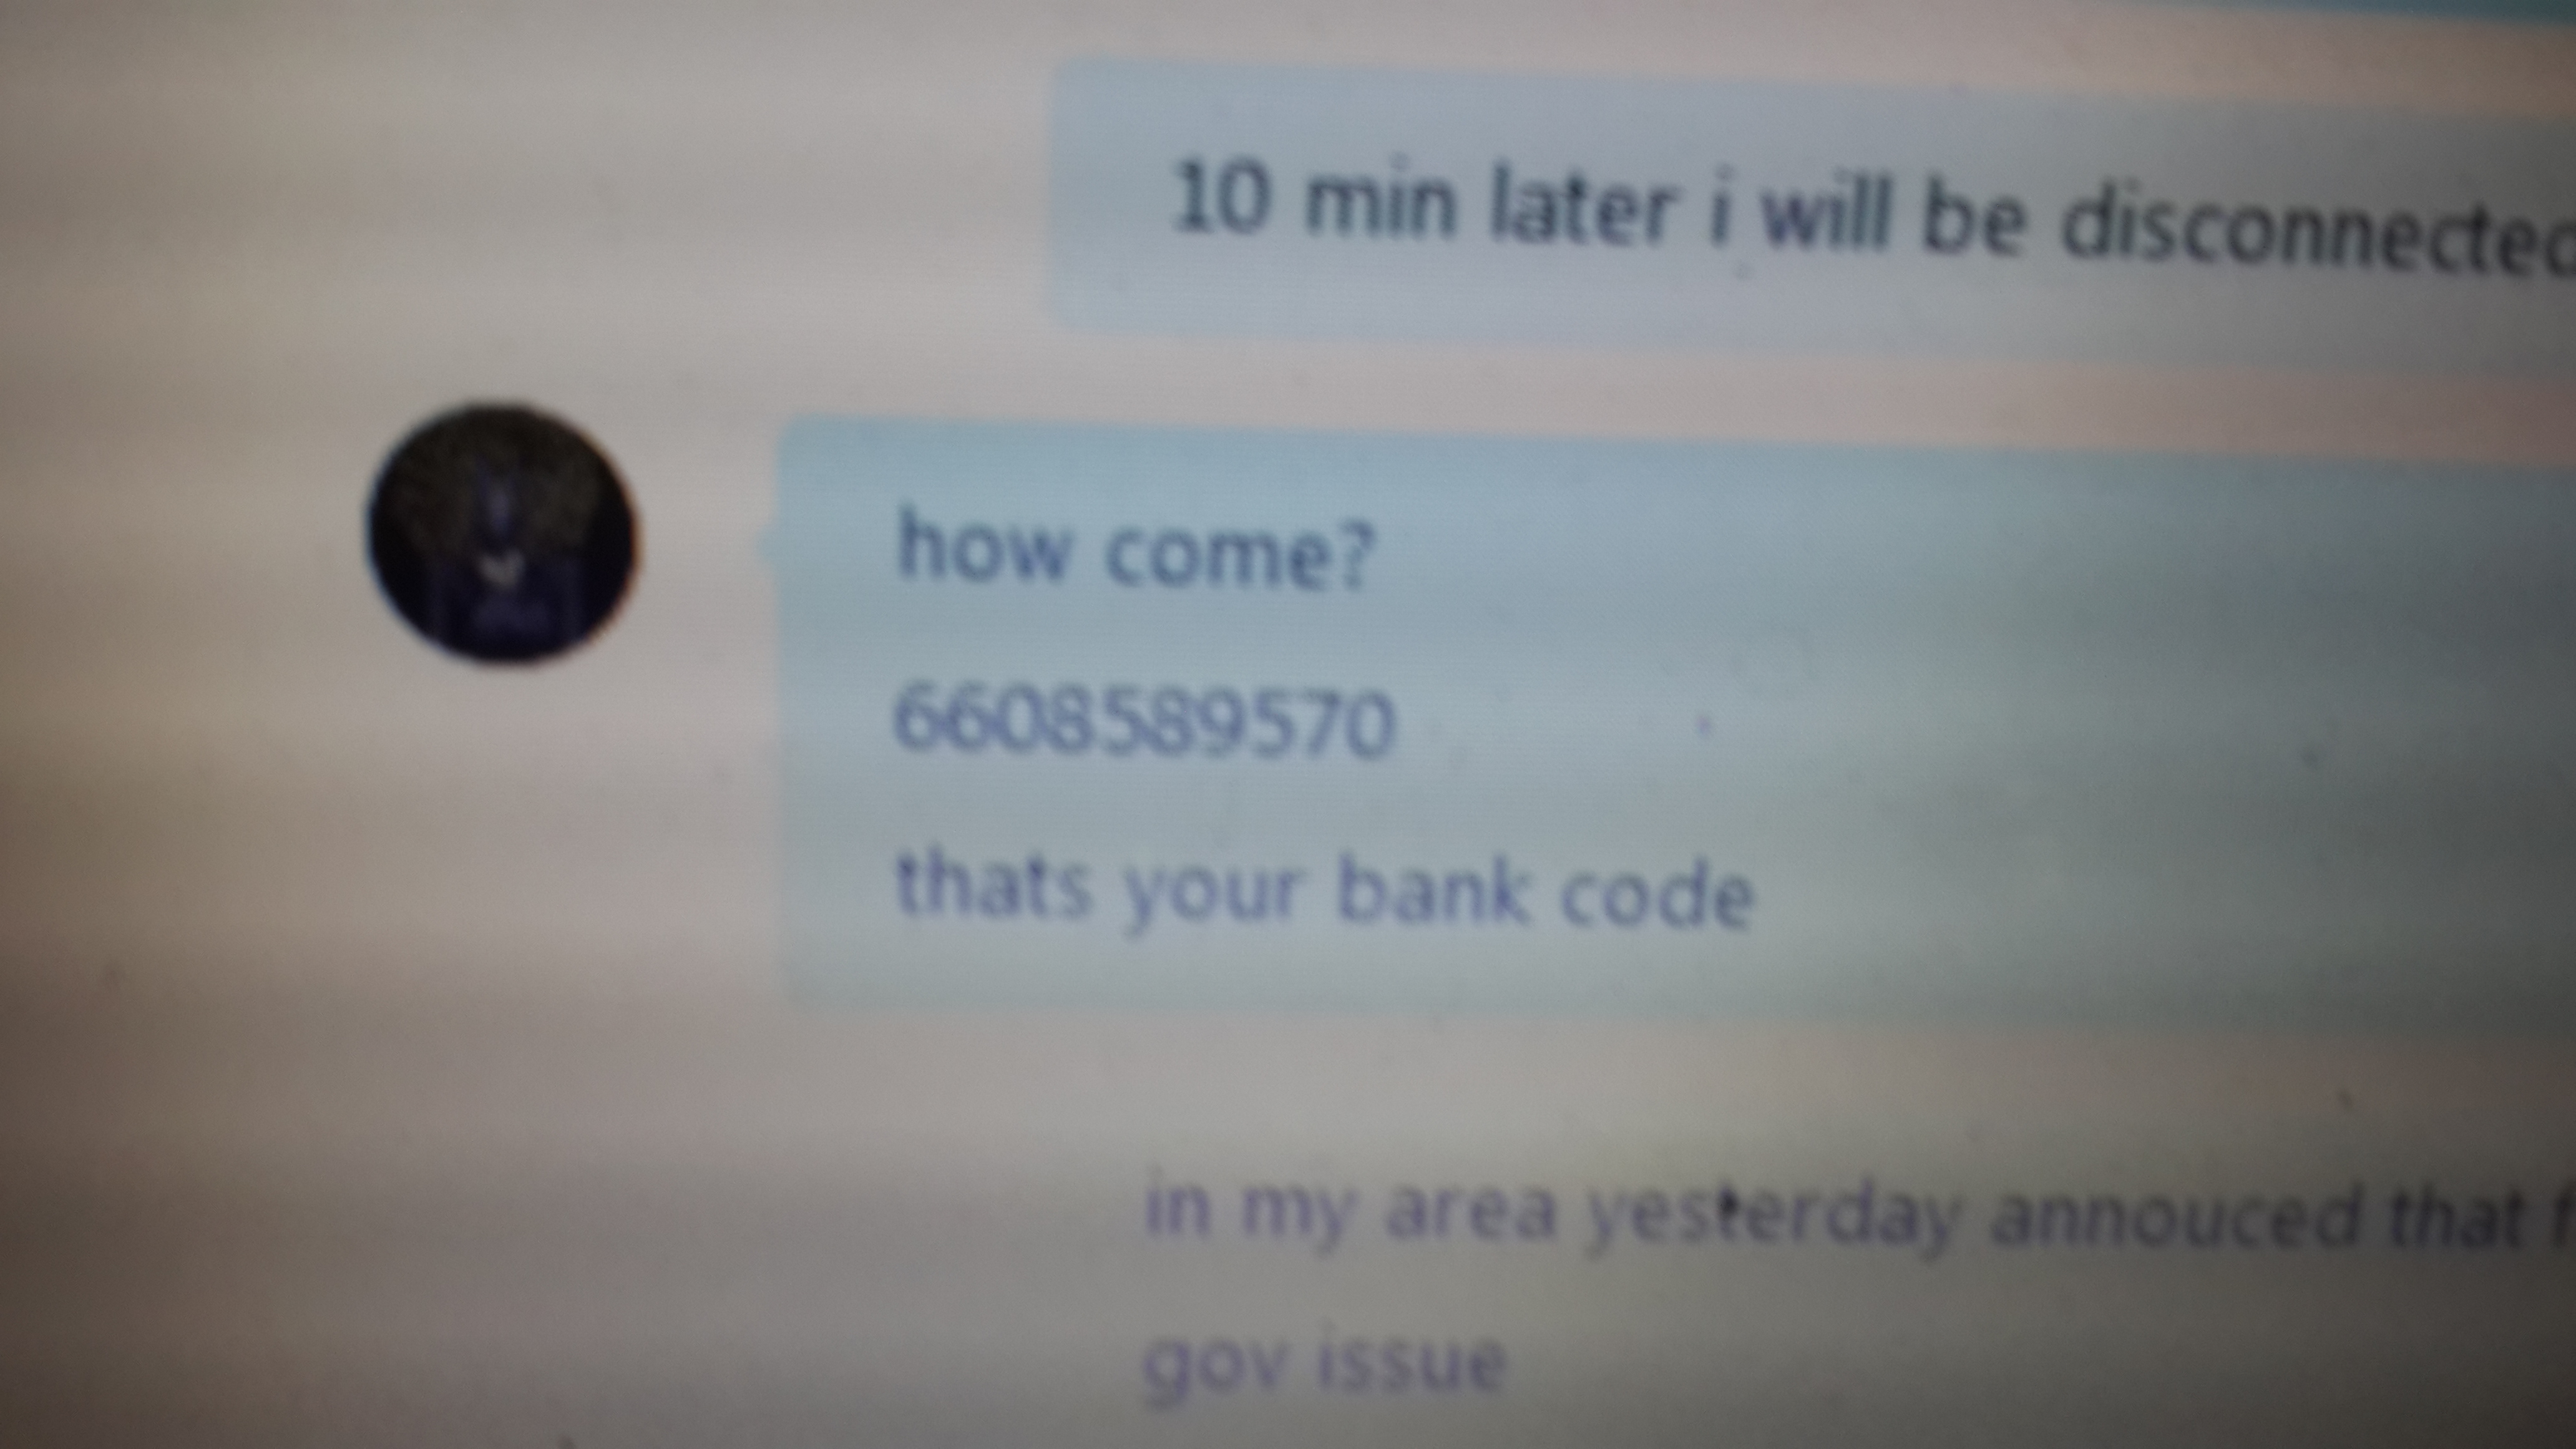 10 min later i will be disconnected
how come?
6608589570
thats your bank code
in my area yesterday annouced that f
gov issue